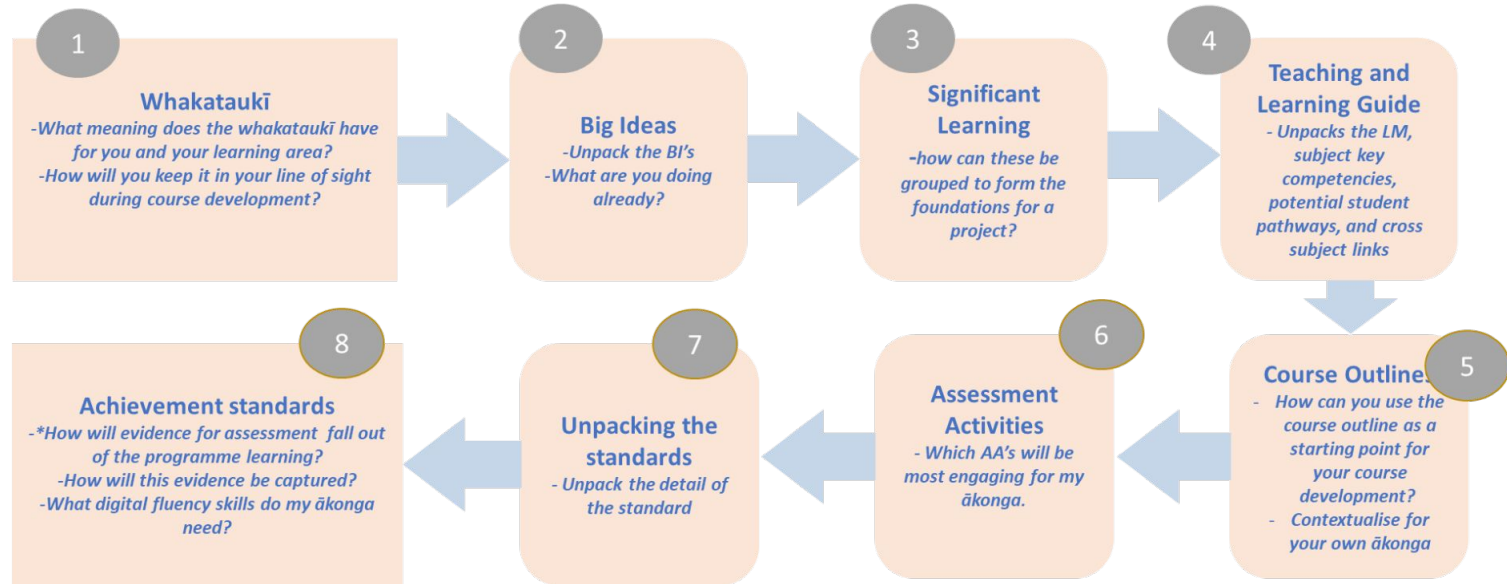 1
Whakataukī
-What meaning does the whakataukī have
for you and your learning area?
-How will you keep it in your line of sight
during course development?
2
Big Ideas
-Unpack the BI's
-What are you doing
already?
3
Significant
Learning
-how can these be
grouped to form the
foundations for a
project?
4
Teaching and
Learning Guide
- Unpacks the LM,
subject key
competencies,
potential student
pathways, and cross
subject links
5
Course Outlines
- How can you use the
course outline as a
starting point for
your course
development?
- Contextualise for
your own ākonga
6
Assessment
Activities
- Which AA's will be
most engaging for my
ākonga.
7
Unpacking the
standards
- Unpack the detail of
the standard
8
Achievement standards
-*How will evidence for assessment fall out
of the programme learning?
-How will this evidence be captured?
-What digital fluency skills do my ākonga
need?